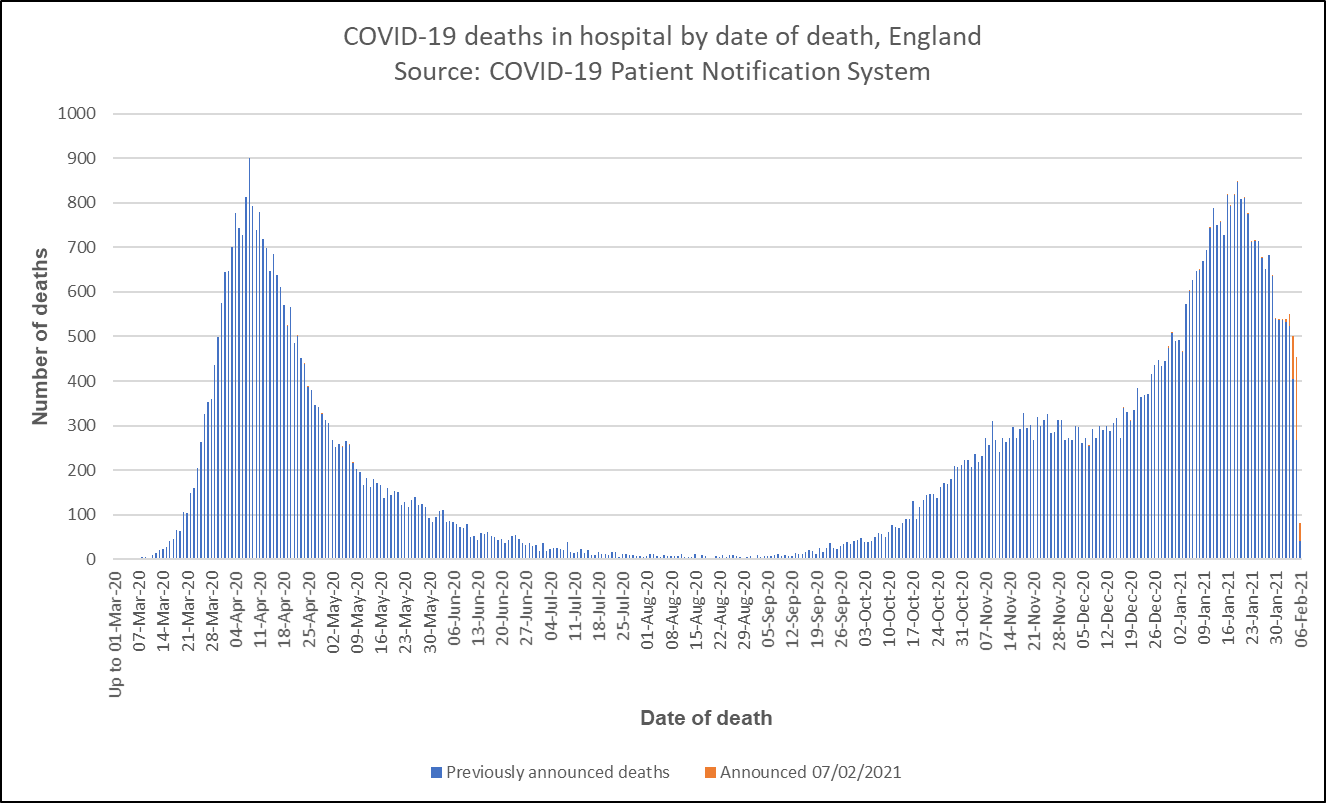 COVID-19 deaths in hospital by date of death, England
Source: COVID-19 Patient Notification System
Number of deaths
1000
900
800
700
600
500
400
300
200
100
0
Up to 01-Mar-20
07-Mar-20
14-Mar-20
21-Mar-20
28-Mar-20
04-Apr-20
11-Apr-20
18-Apr-20
25-Apr-20
02-May-20
09-May-20
16-May-20
23-May-20
30-May-20
06-Jun-20
13-Jun-20
20-Jun-20
27-Jun-20
04-Jul-20
11-Jul-20
18-Jul-20
25-Jul-20
01-Aug-20
08-Aug-20
15-Aug-20
22-Aug-20
29-Aug-20
05-Sep-20
12-Sep-20
19-Sep-20
26-Sep-20
03-Oct-20
10-Oct-20
17-Oct-20
24-Oct-20
31-Oct-20
07-Nov-20
14-Nov-20
21-Nov-20
28-Nov-20
05-Dec-20
12-Dec-20
19-Dec-20
26-Dec-20
02-Jan-21
09-Jan-21
16-Jan-21
23-Jan-21
30-Jan-21
06-Feb-21
Date of death
Previously announced deaths
Announced 07/02/2021